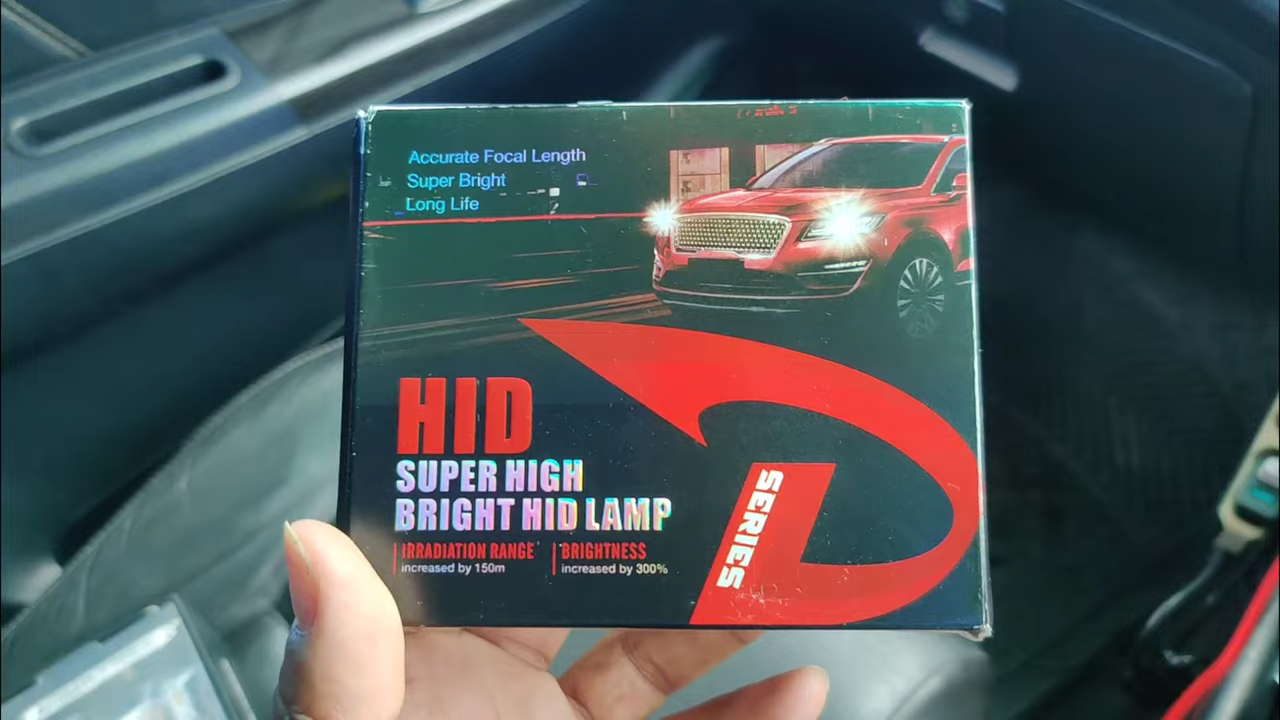 Accurate Focal Length
Super Bright
Long Life
HID
SUPER HIGH
BRIGHT HID LAMP
IRRADIATION RANGE
increased by 150m
BRIGHTNESS
increased by 300%
D
SERIES